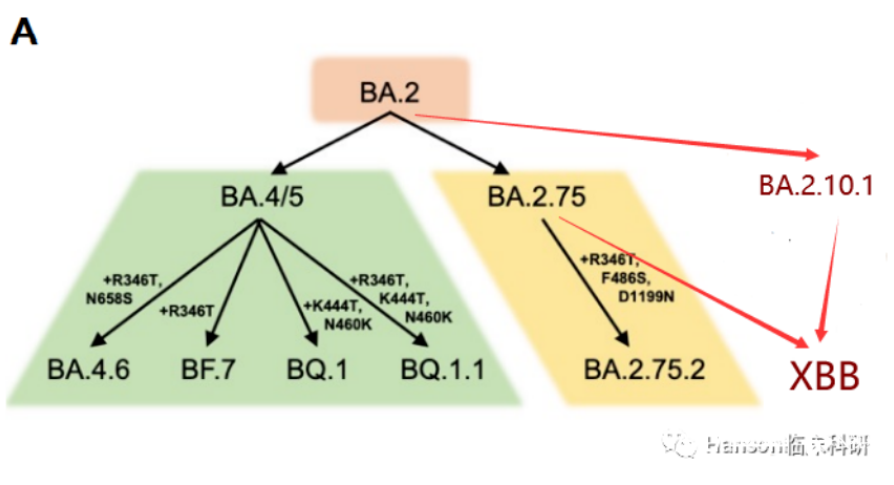 A
BA.2
BA.2.10.1
BA.4/5
BA.2.75
+R346T,
N658S
+R346T
+K444T,
N460K
+R346T,
K444T,
N460K
+R346T,
F486S,
D1199N
BA.4.6
BF.7
BQ.1
BQ.1.1
BA.2.75.2
XBB
Hanson临床科研